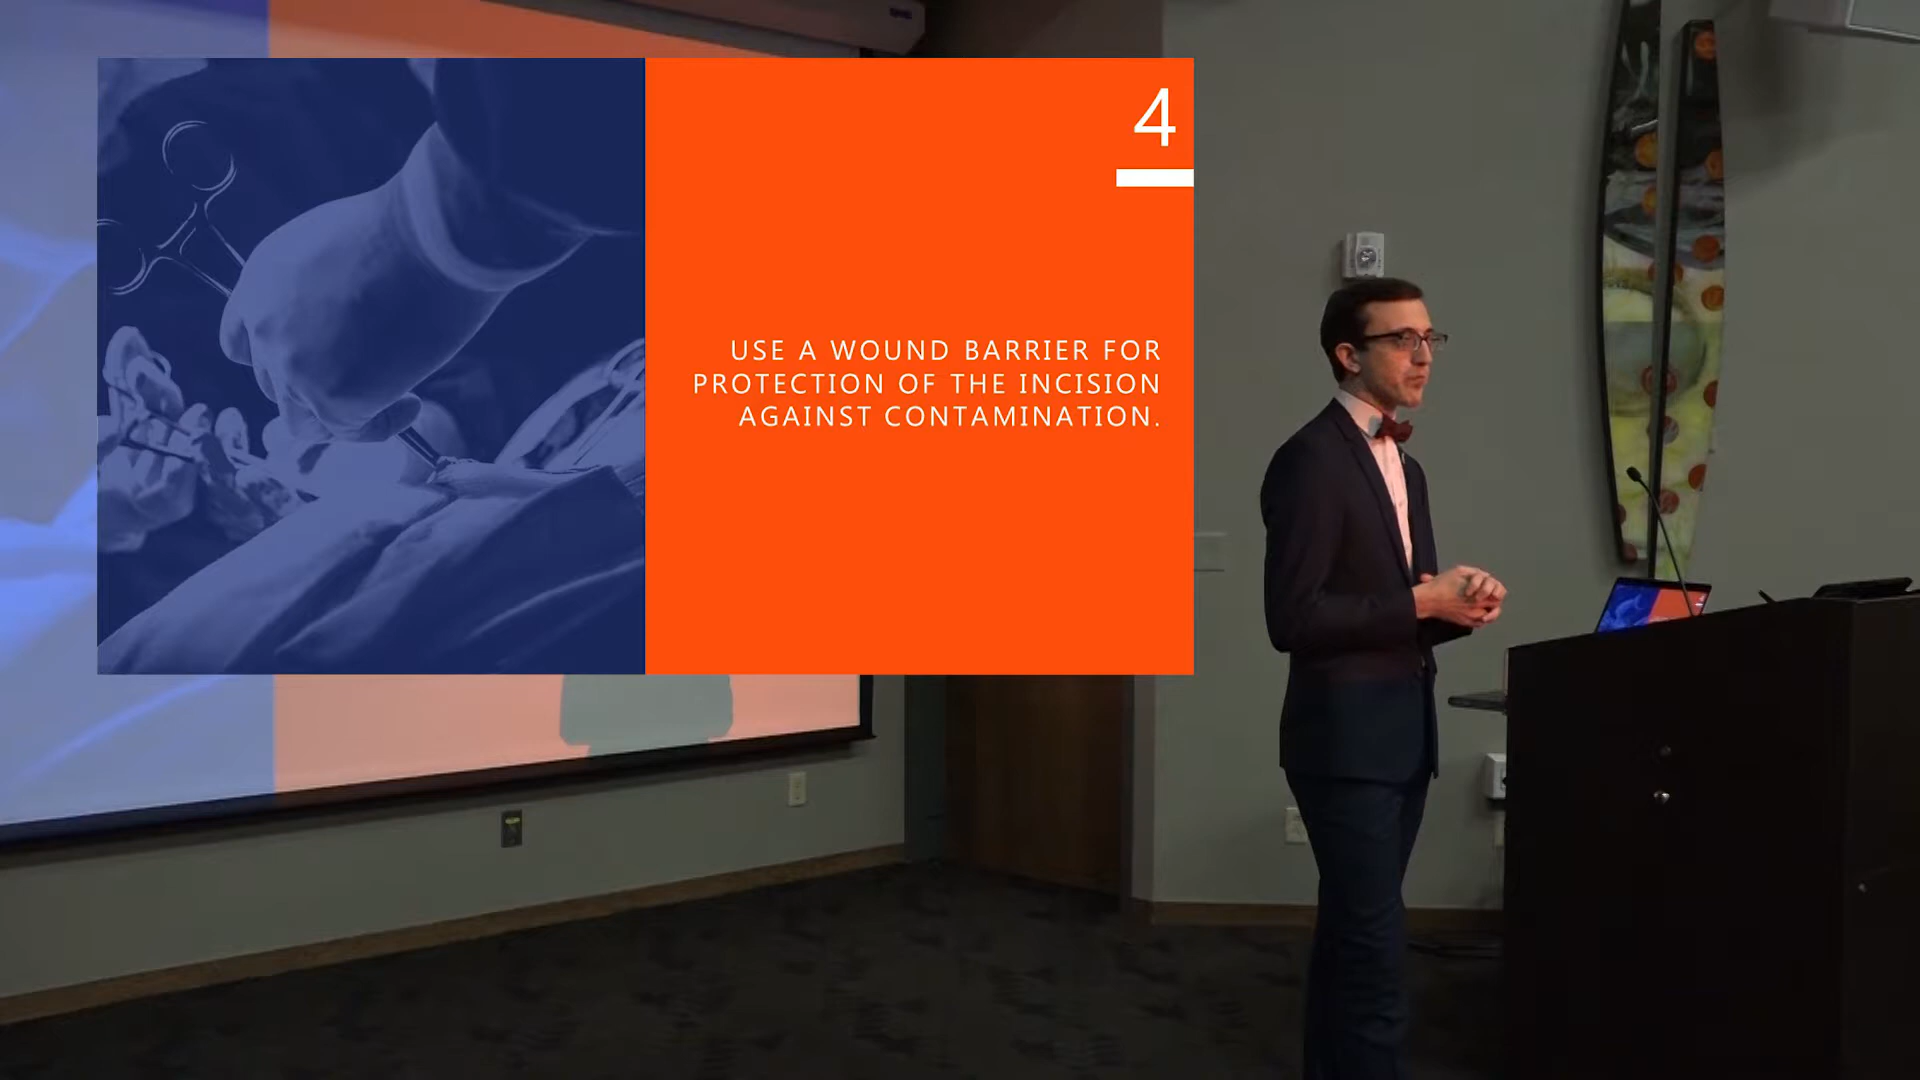 4
USE A WOUND BARRIER FOR
PROTECTION OF THE INCISION
AGAINST CONTAMINATION.